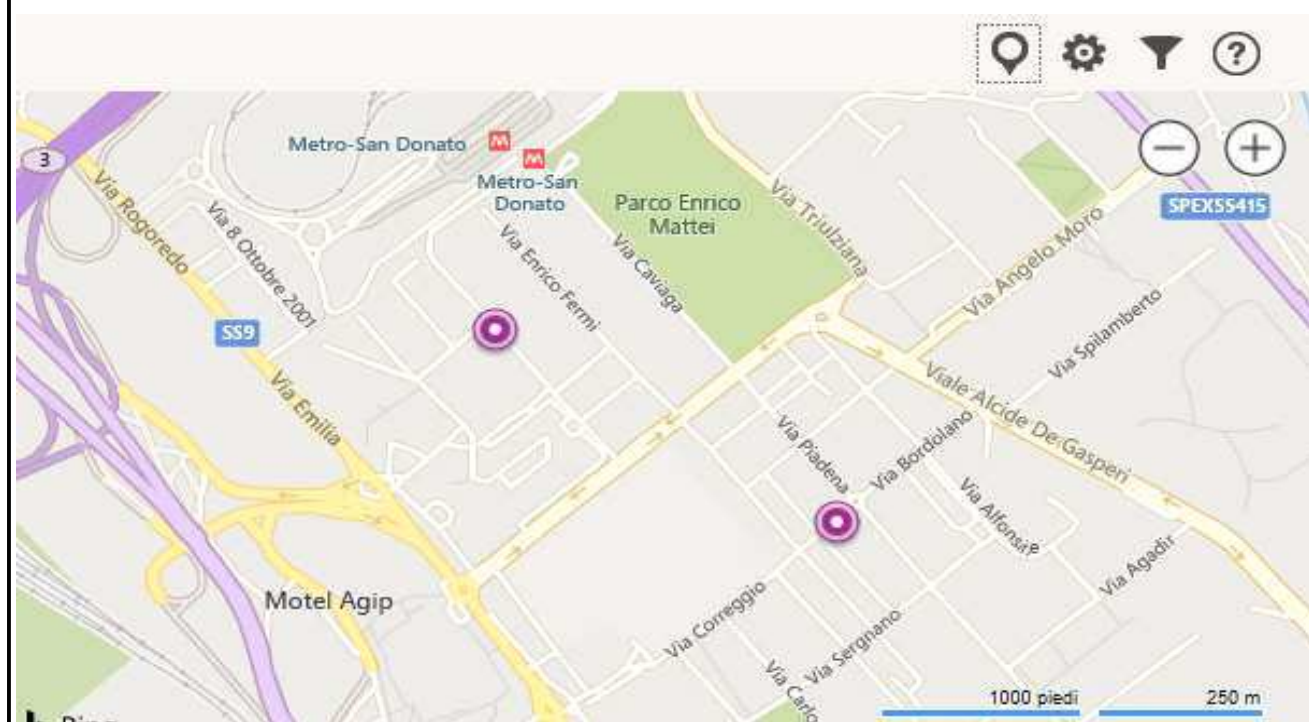 ?
3
Metro-San Donato
M
M
Metro-San
Donato
Parco Enrico
Mattei
Via Triulziana
SPEXSS415
Via Rogoredo
Via 8 Ottobre 2001
Via Enrico Fermi
Via Caviaga
Via Angelo Moro
SS9
Via Spilamberto
Via Emilia
Viale Alcide De Gasperi
Via Piadena
Via Bordolano
Via Alfonsine
Via Agadir
Motel Agip
Via Correggio
Via Sergnano
Via Carlo
1000 piedi
250 m
Bing